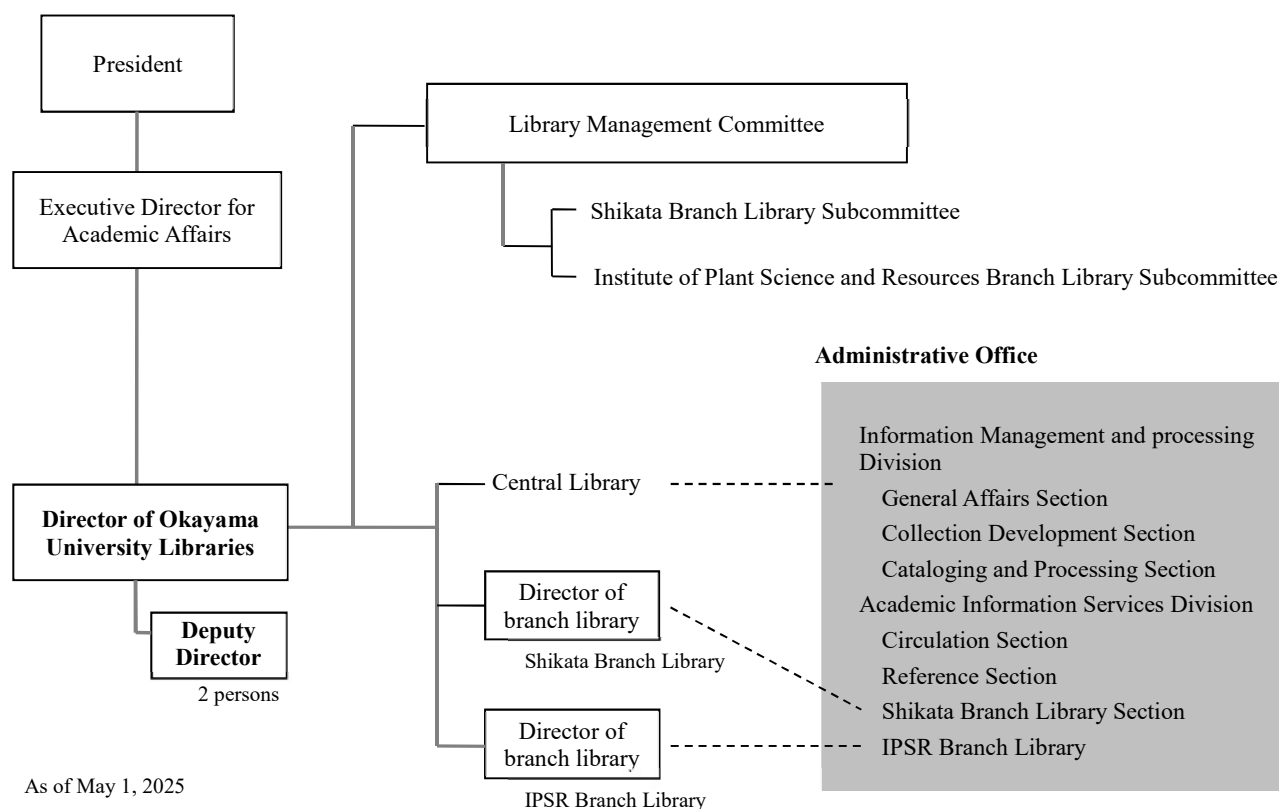 President
Library Management Committee
Executive Director for
Academic Affairs
Shikata Branch Library Subcommittee
Institute of Plant Science and Resources Branch Library Subcommittee
Administrative Office
Information Management and processing
Division
General Affairs Section
Collection Development Section
Cataloging and Processing Section
Academic Information Services Division
Circulation Section
Reference Section
Shikata Branch Library Section
IPSR Branch Library
Central Library
Director of Okayama
University Libraries
Deputy
Director
2 persons
Director of
branch library
Shikata Branch Library
Director of
branch library
IPSR Branch Library
As of May 1, 2025